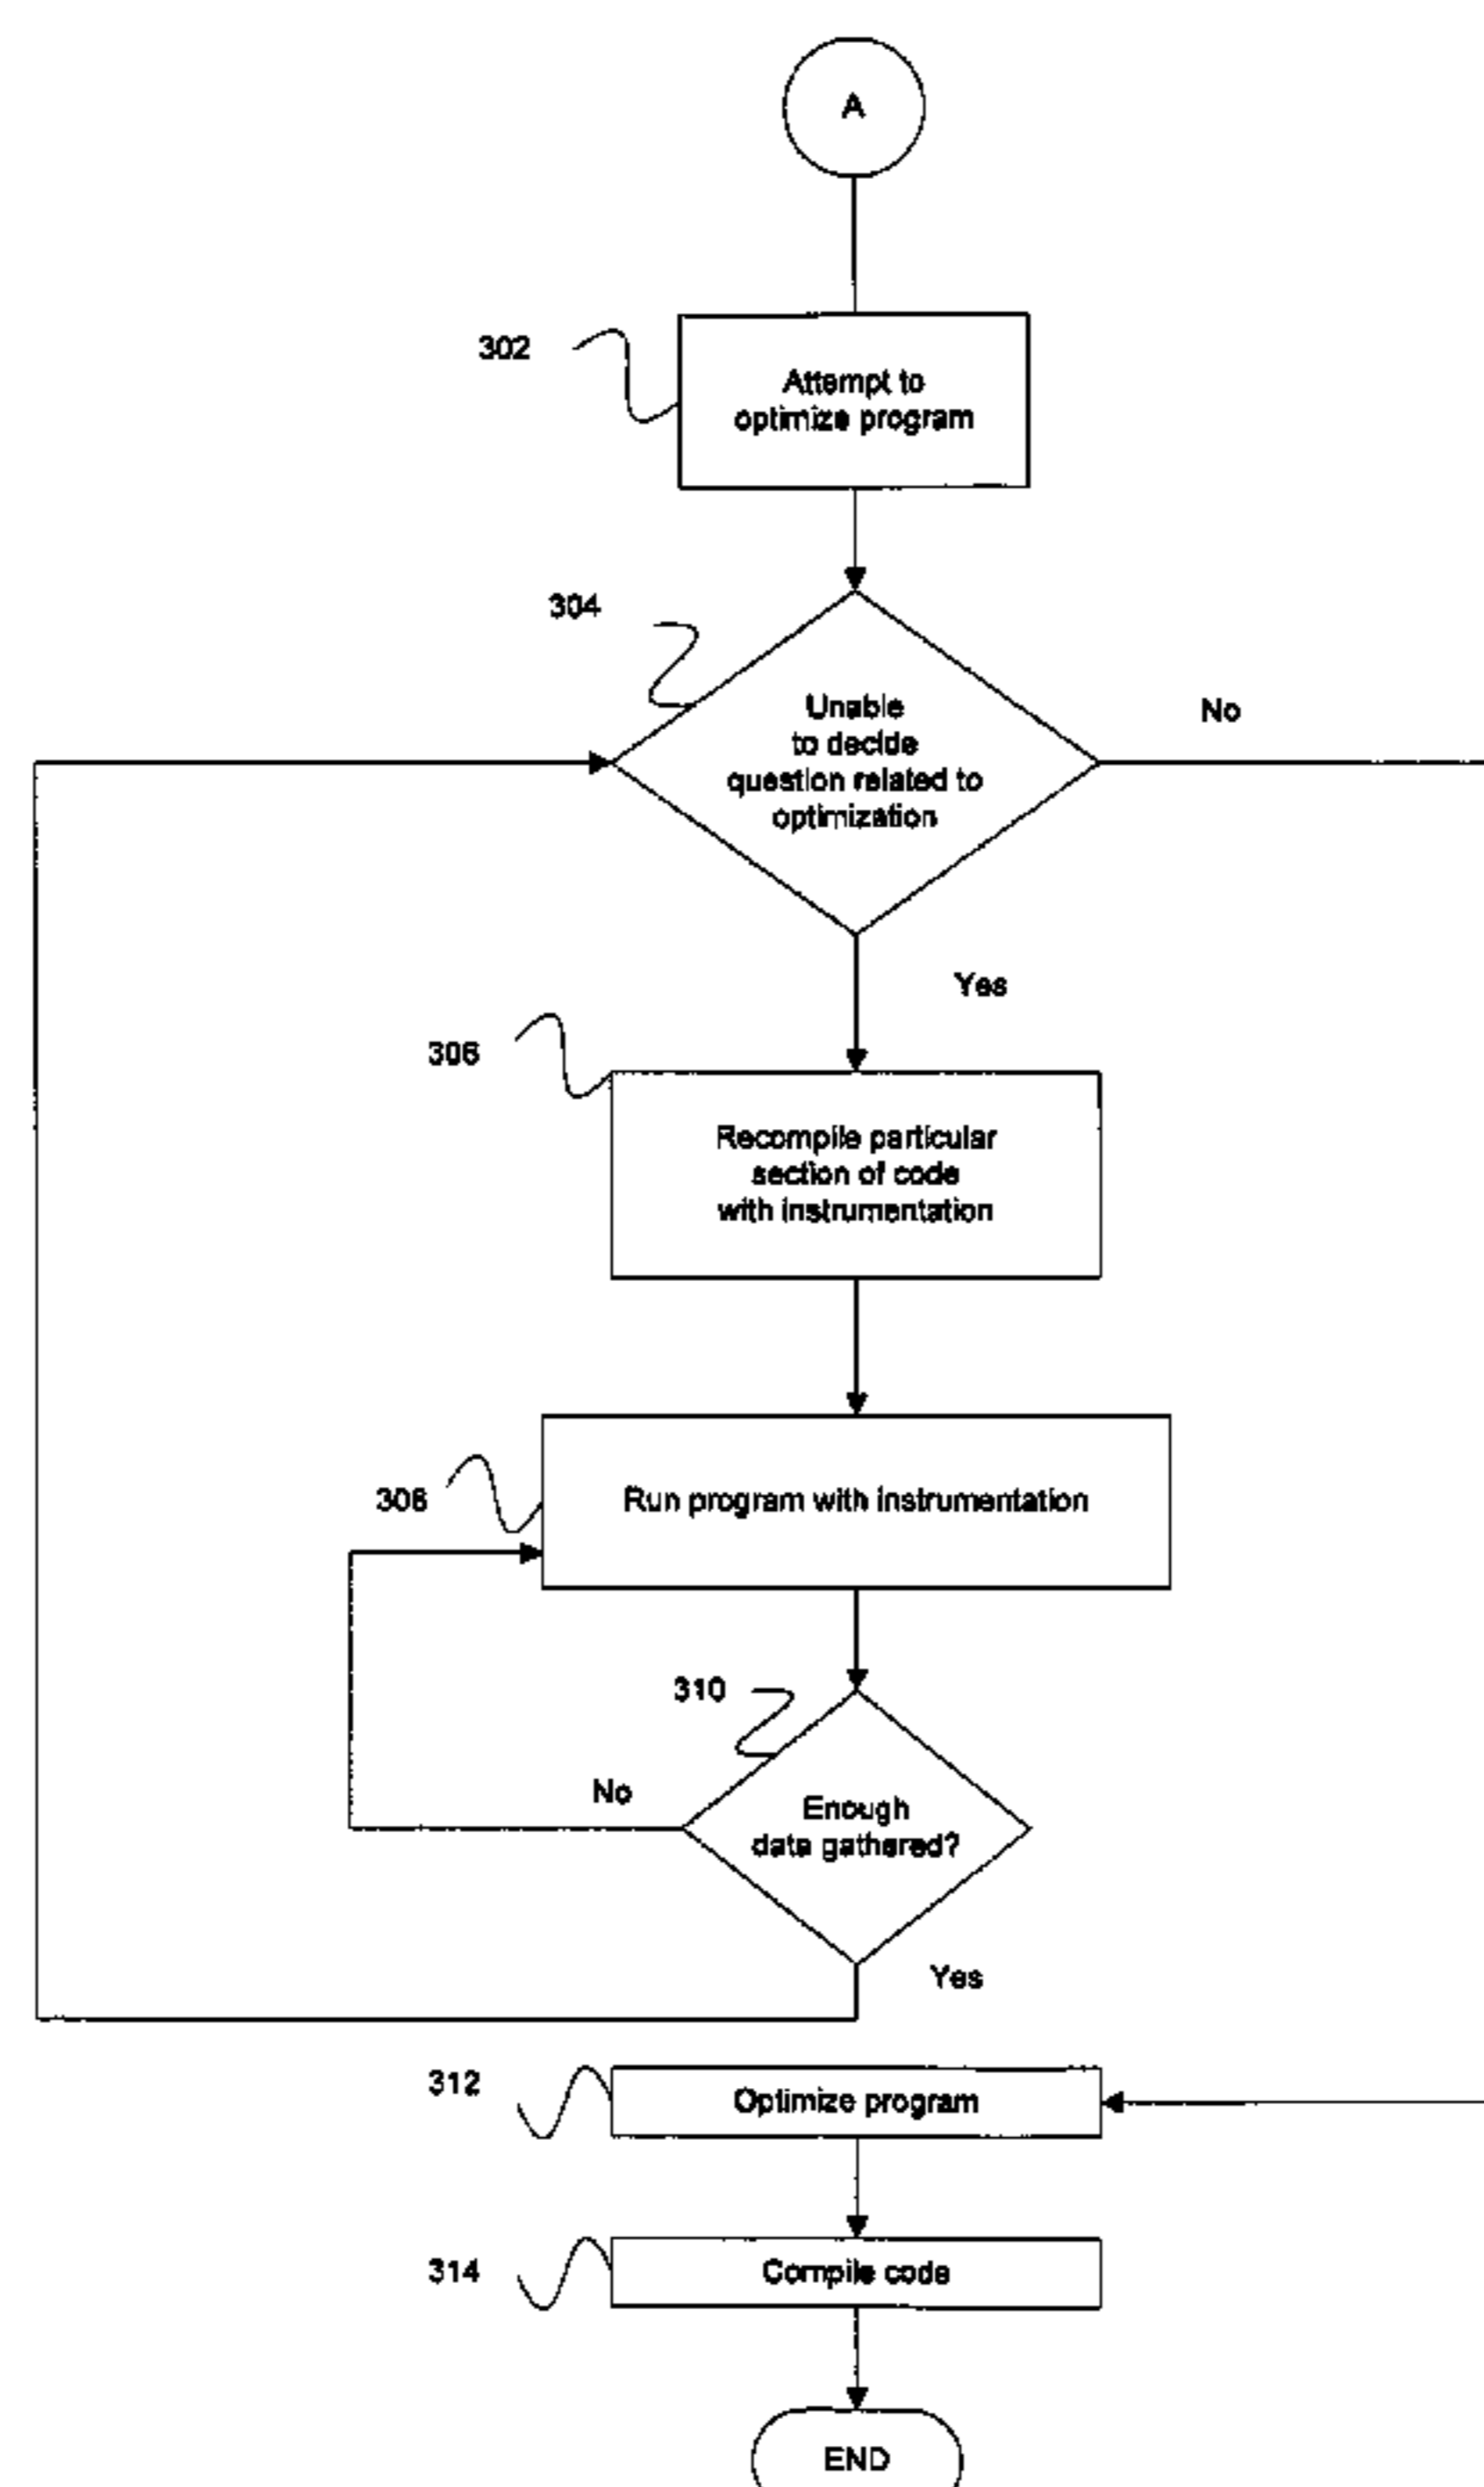 A
302
Attempt to
optimize program
304
Unable
to decide
question related to
optimization
No
Yes
306
Recompile particular
section of code
with instrumentation
308
Run program with instrumentation
310
No
Enough
data gathered?
Yes
312
Optimize program
314
Compile code
END